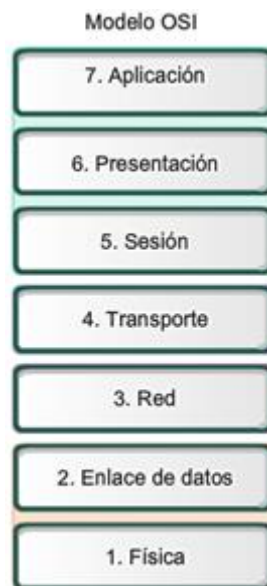 Modelo OSI
7. Aplicación
6. Presentación
5. Sesión
4. Transporte
3. Red
2. Enlace de datos
1. Física